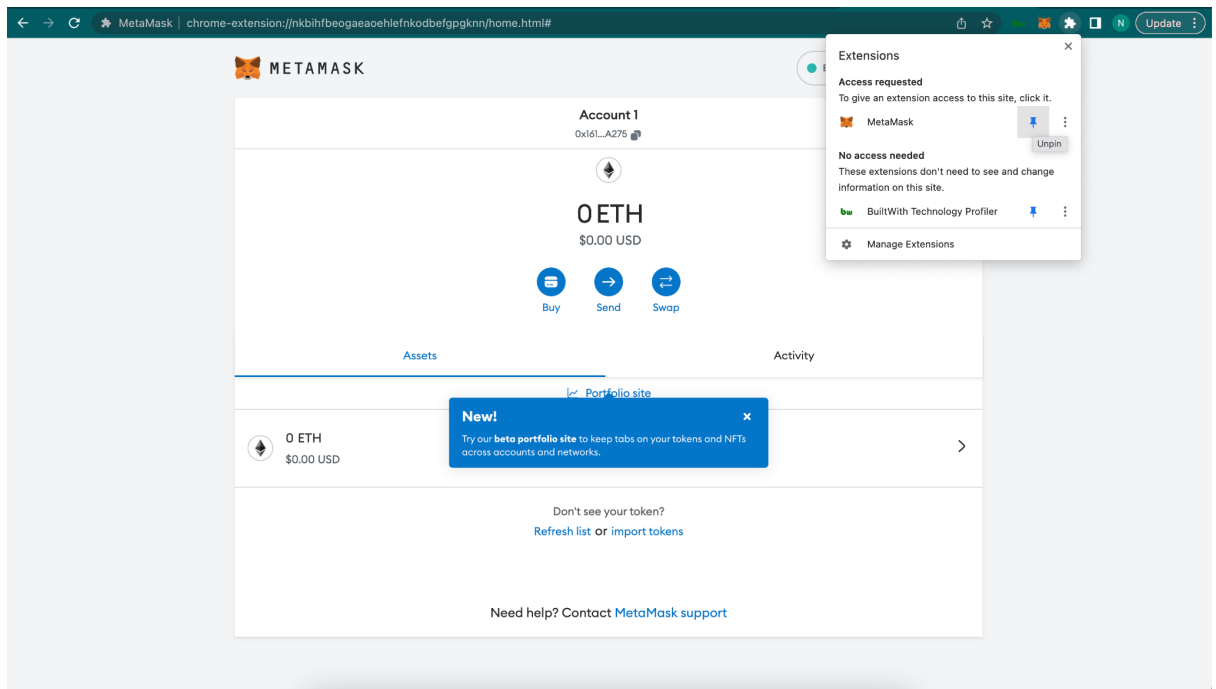 MetaMask chrome-extension://nkbihfbeogaeaoehlefnkodbefgpgknn/home.html#
N
Update
METAMASK
Extensions
Access requested
To give an extension access to this site, click it.
MetaMask
Unpin
No access needed
These extensions don't need to see and change
information on this site.
bw BuiltWith Technology Profiler
Manage Extensions
Account 1
0x161...A275
0 ETH
$0.00 USD
Buy Send Swap
Assets Activity
Portfolio site
New!
Try our beta portfolio site to keep tabs on your tokens and NFTs
across accounts and networks.
0 ETH
$0.00 USD
Don't see your token?
Refresh list or import tokens
Need help? Contact MetaMask support